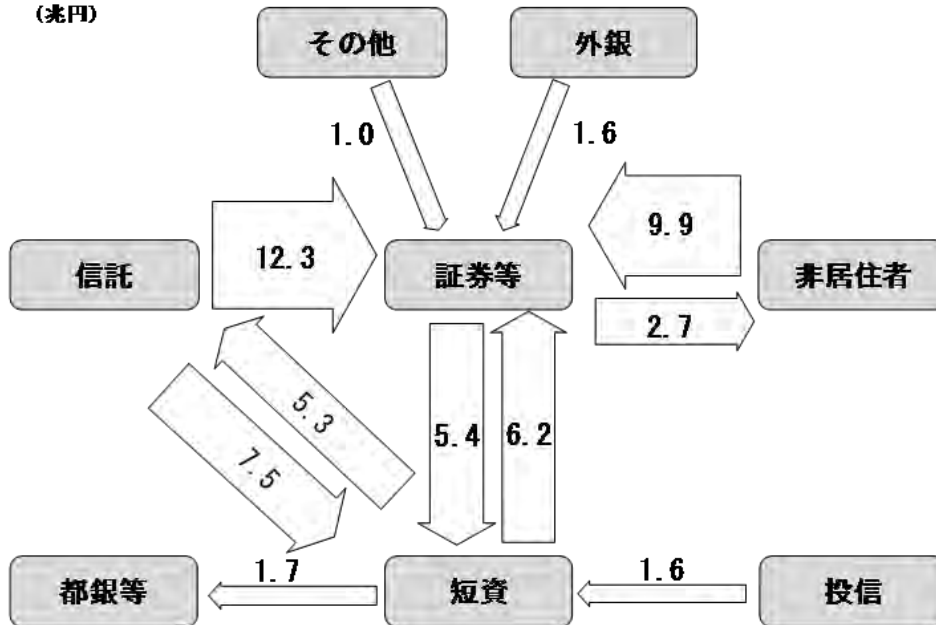 (兆円)
その他
外銀
1.0
1.6
12.3
9.9
信託
証券等
非居住者
2.7
5.3
7.5
5.4
6.2
都銀等
1.7
短資
1.6
投信